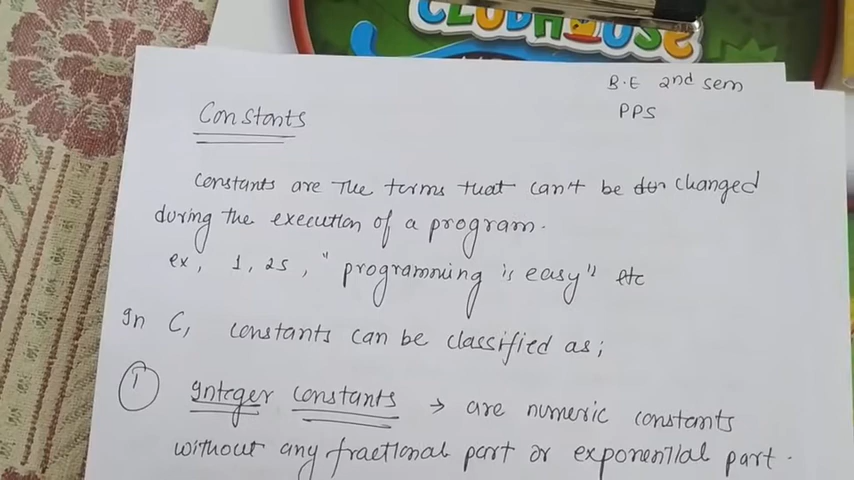 CLUBHOUSE
B.E 2nd sem
PPS
Constants
Constants are the terms that can't be changed
during the execution of a program.
ex, 1, 25, "programming is easy" etc
In C, constants can be classified as;
1 Integer constants → are numeric constants
without any fractional part or exponential part.